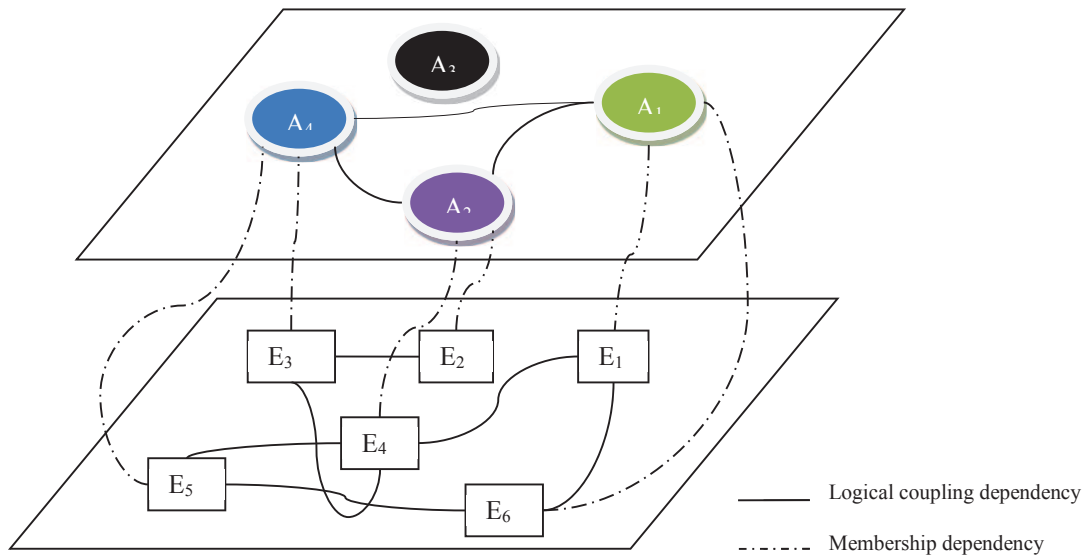 A₃
A₁
A₄
A₂
E₃
E₂
E₁
E₄
E₅
E₆
Logical coupling dependency
Membership dependency